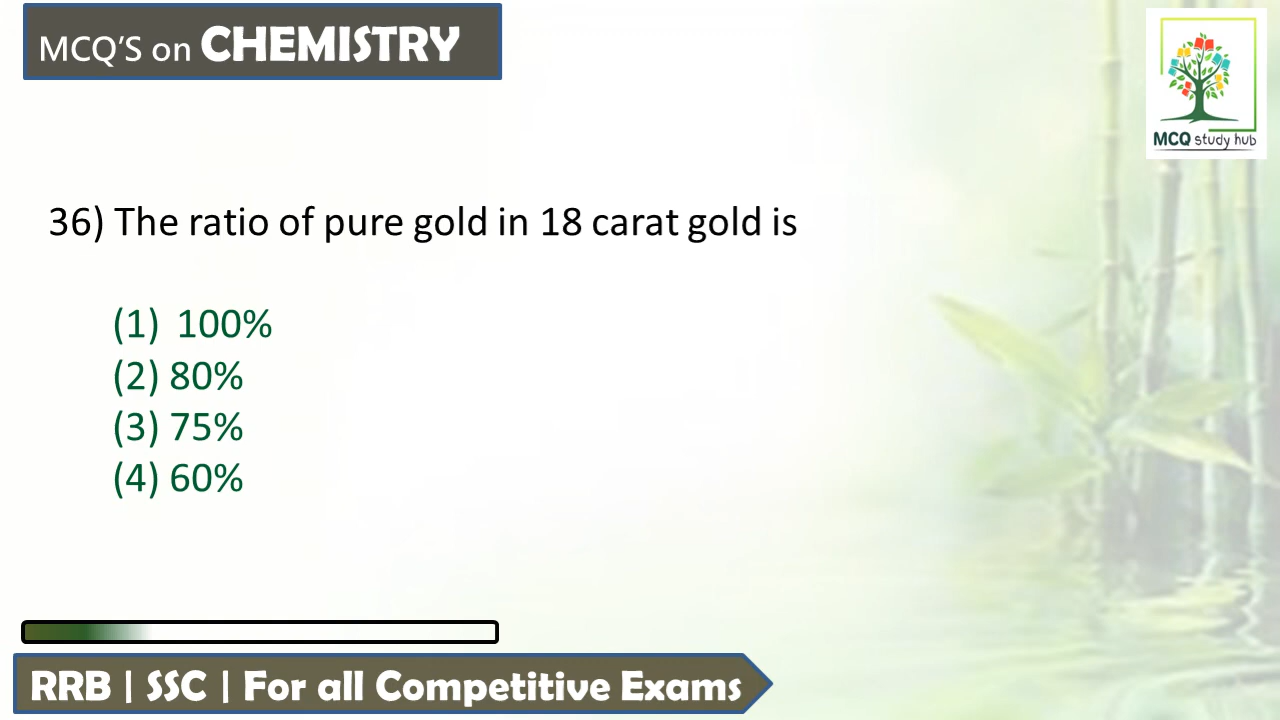 MCQ'S on CHEMISTRY
MCQ study hub
36) The ratio of pure gold in 18 carat gold is
(1) 100%
(2) 80%
(3) 75%
(4) 60%
RRB | SSC | For all Competitive Exams